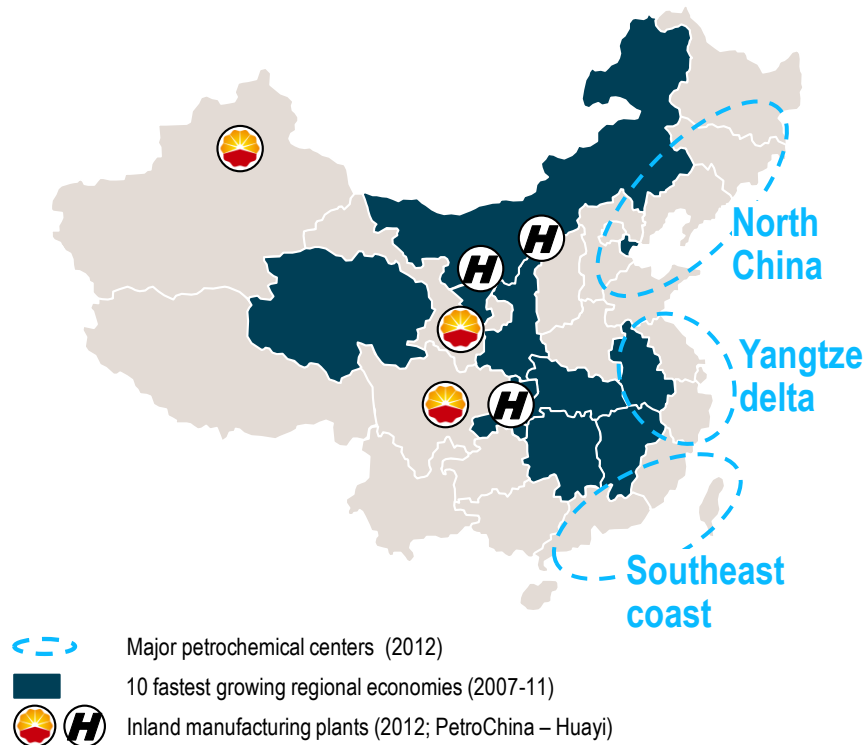 H
H
North
China
Yangtze
delta
H
Southeast
coast
Major petrochemical centers (2012)
10 fastest growing regional economies (2007-11)
H
Inland manufacturing plants (2012; PetroChina – Huayi)